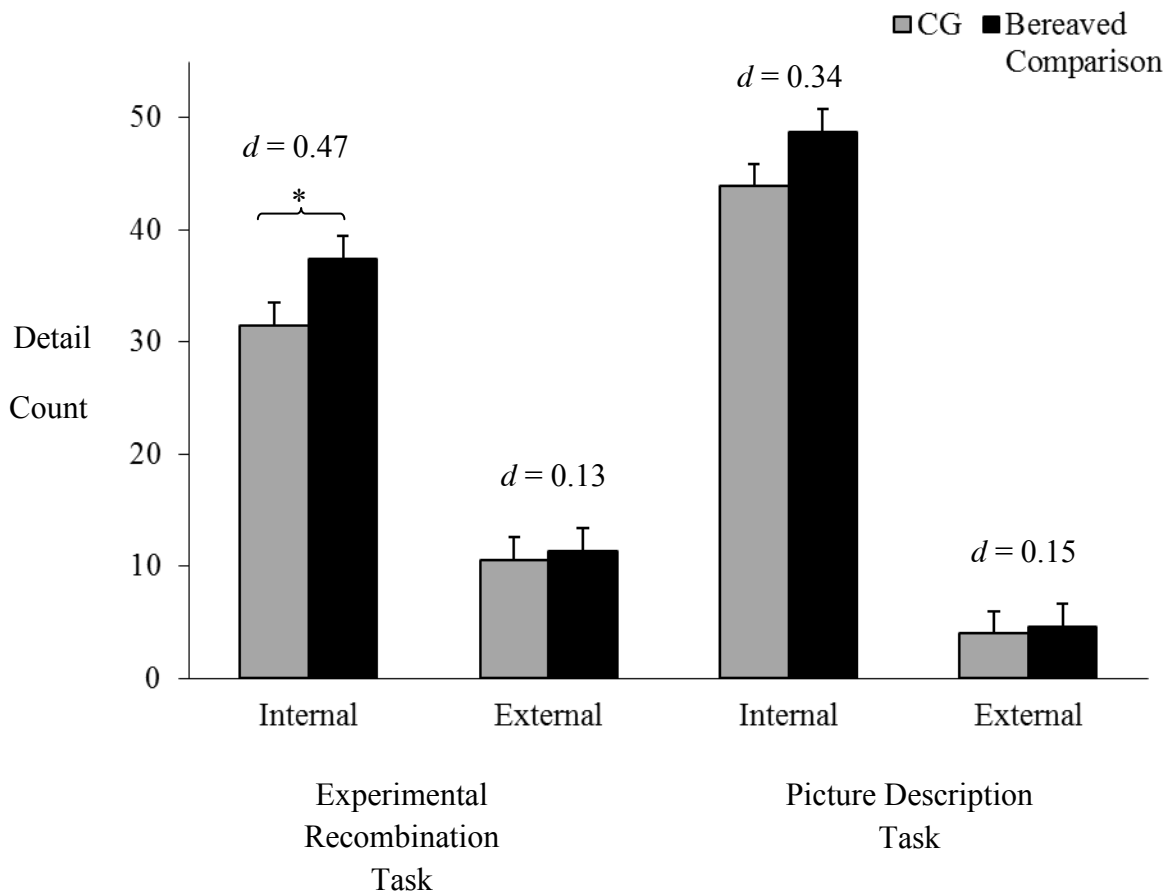 CG Bereaved
Comparison
d = 0.34
50
d = 0.47
*
40
Detail
30
Count
20
d = 0.13
10
d = 0.15
0
Internal External Internal External
Experimental
Recombination
Task
Picture Description
Task